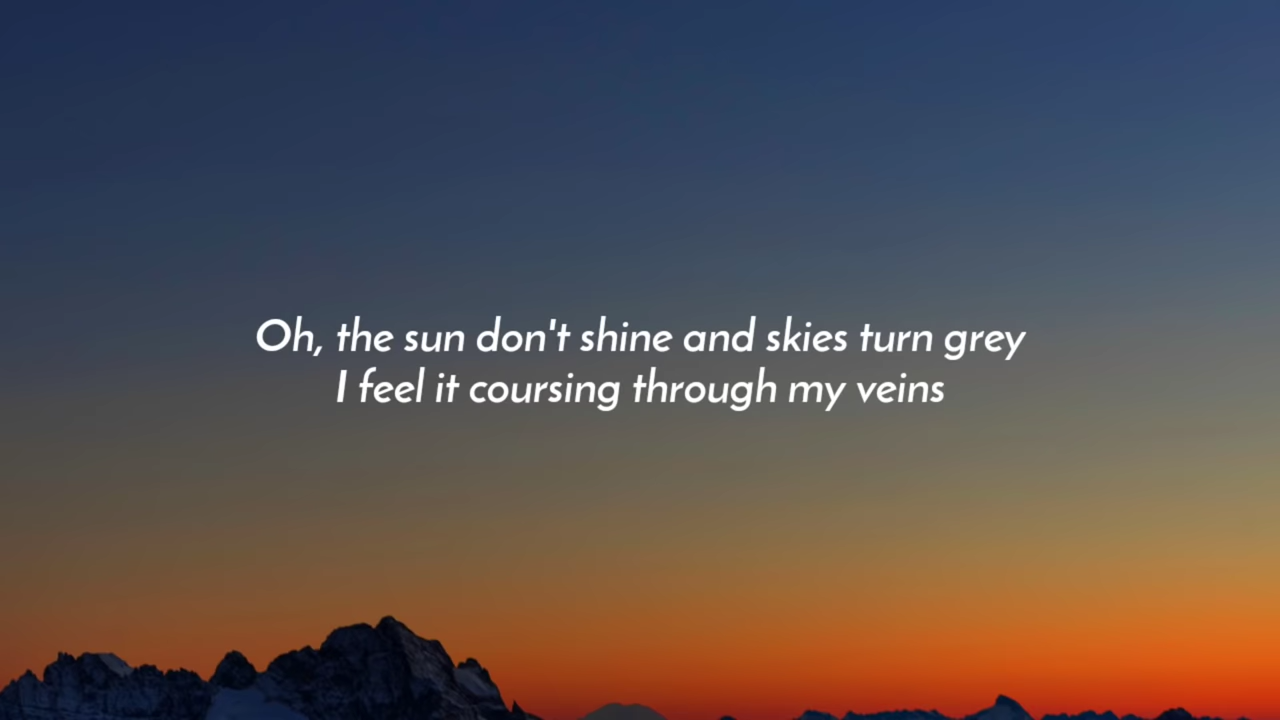 Oh, the sun don't shine and skies turn grey
I feel it coursing through my veins